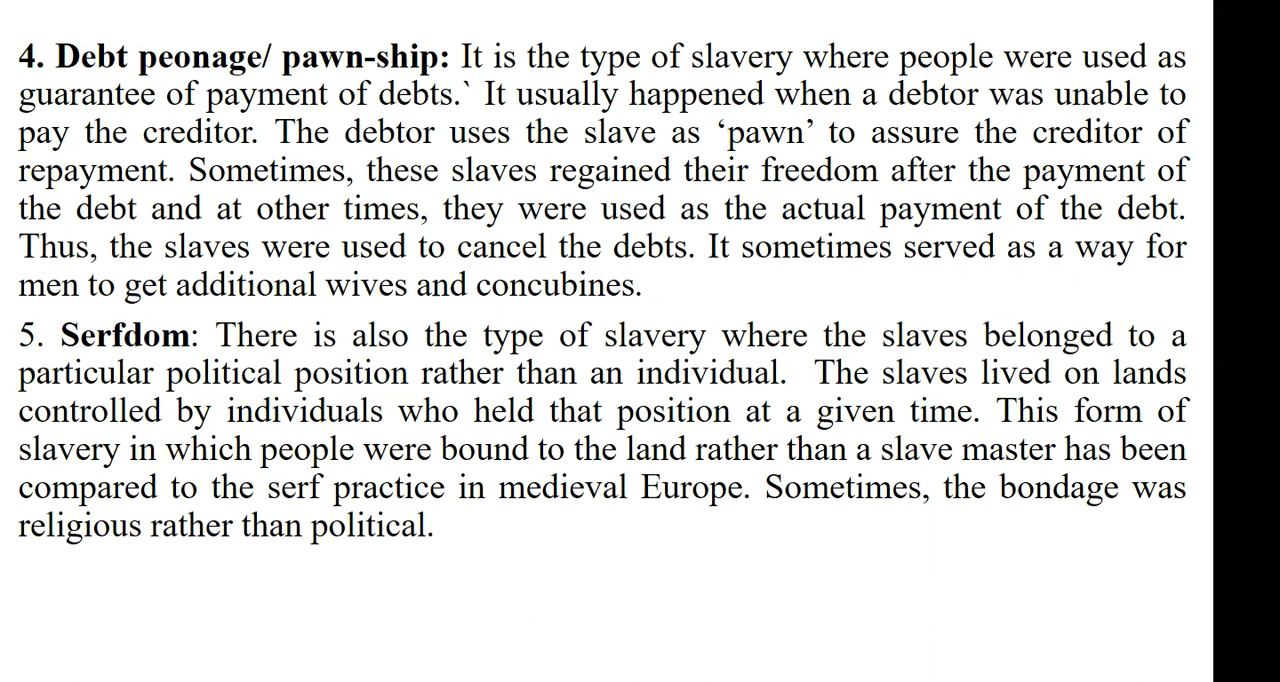 4. Debt peonage/ pawn-ship: It is the type of slavery where people were used as
guarantee of payment of debts.` It usually happened when a debtor was unable to
pay the creditor. The debtor uses the slave as ‘pawn’ to assure the creditor of
repayment. Sometimes, these slaves regained their freedom after the payment of
the debt and at other times, they were used as the actual payment of the debt.
Thus, the slaves were used to cancel the debts. It sometimes served as a way for
men to get additional wives and concubines.
5. Serfdom: There is also the type of slavery where the slaves belonged to a
particular political position rather than an individual.  The slaves lived on lands
controlled by individuals who held that position at a given time. This form of
slavery in which people were bound to the land rather than a slave master has been
compared to the serf practice in medieval Europe. Sometimes, the bondage was
religious rather than political.